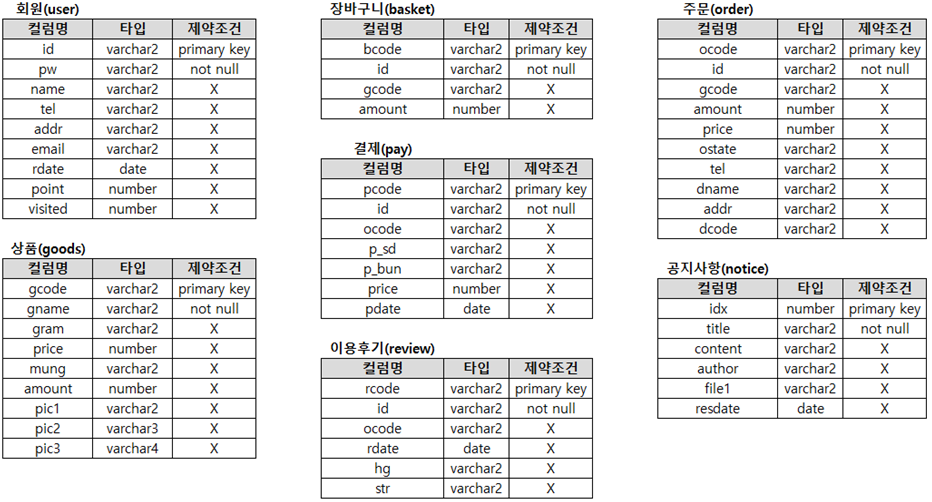 회원(user)
컬럼명 타입 제약조건
id varchar2 primary key
pw varchar2 not null
name varchar2 X
tel varchar2 X
addr varchar2 X
email varchar2 X
rdate date X
point number X
visited number X
상품(goods)
컬럼명 타입 제약조건
gcode varchar2 primary key
gname varchar2 not null
gram varchar2 X
price number X
mung varchar2 X
amount number X
pic1 varchar2 X
pic2 varchar3 X
pic3 varchar4 X
장바구니(basket)
컬럼명 타입 제약조건
bcode varchar2 primary key
id varchar2 not null
gcode varchar2 X
amount number X
결제(pay)
컬럼명 타입 제약조건
pcode varchar2 primary key
id varchar2 not null
ocode varchar2 X
p_sd varchar2 X
p_bun varchar2 X
price number X
pdate date X
이용후기(review)
컬럼명 타입 제약조건
rcode varchar2 primary key
id varchar2 not null
ocode varchar2 X
rdate date X
hg varchar2 X
str varchar2 X
주문(order)
컬럼명 타입 제약조건
ocode varchar2 primary key
id varchar2 not null
gcode varchar2 X
amount number X
price number X
ostate varchar2 X
tel varchar2 X
dname varchar2 X
addr varchar2 X
dcode varchar2 X
공지사항(notice)
컬럼명 타입 제약조건
idx number primary key
title varchar2 not null
content varchar2 X
author varchar2 X
file1 varchar2 X
resdate date X